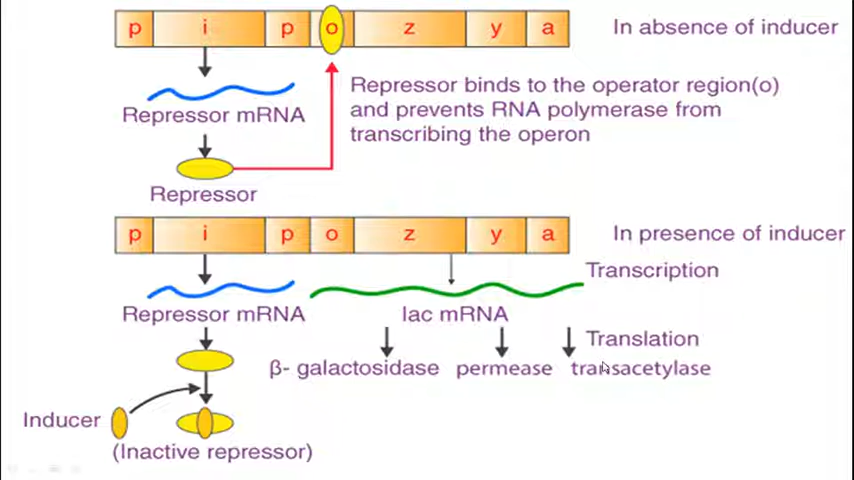 p i p o z y a In absence of inducer
Repressor binds to the operator region(o)
and prevents RNA polymerase from
transcribing the operon
Repressor mRNA
Repressor
p i p o z y a In presence of inducer
Transcription
Repressor mRNA lac mRNA
Translation
β- galactosidase permease transacetylase
Inducer
(Inactive repressor)